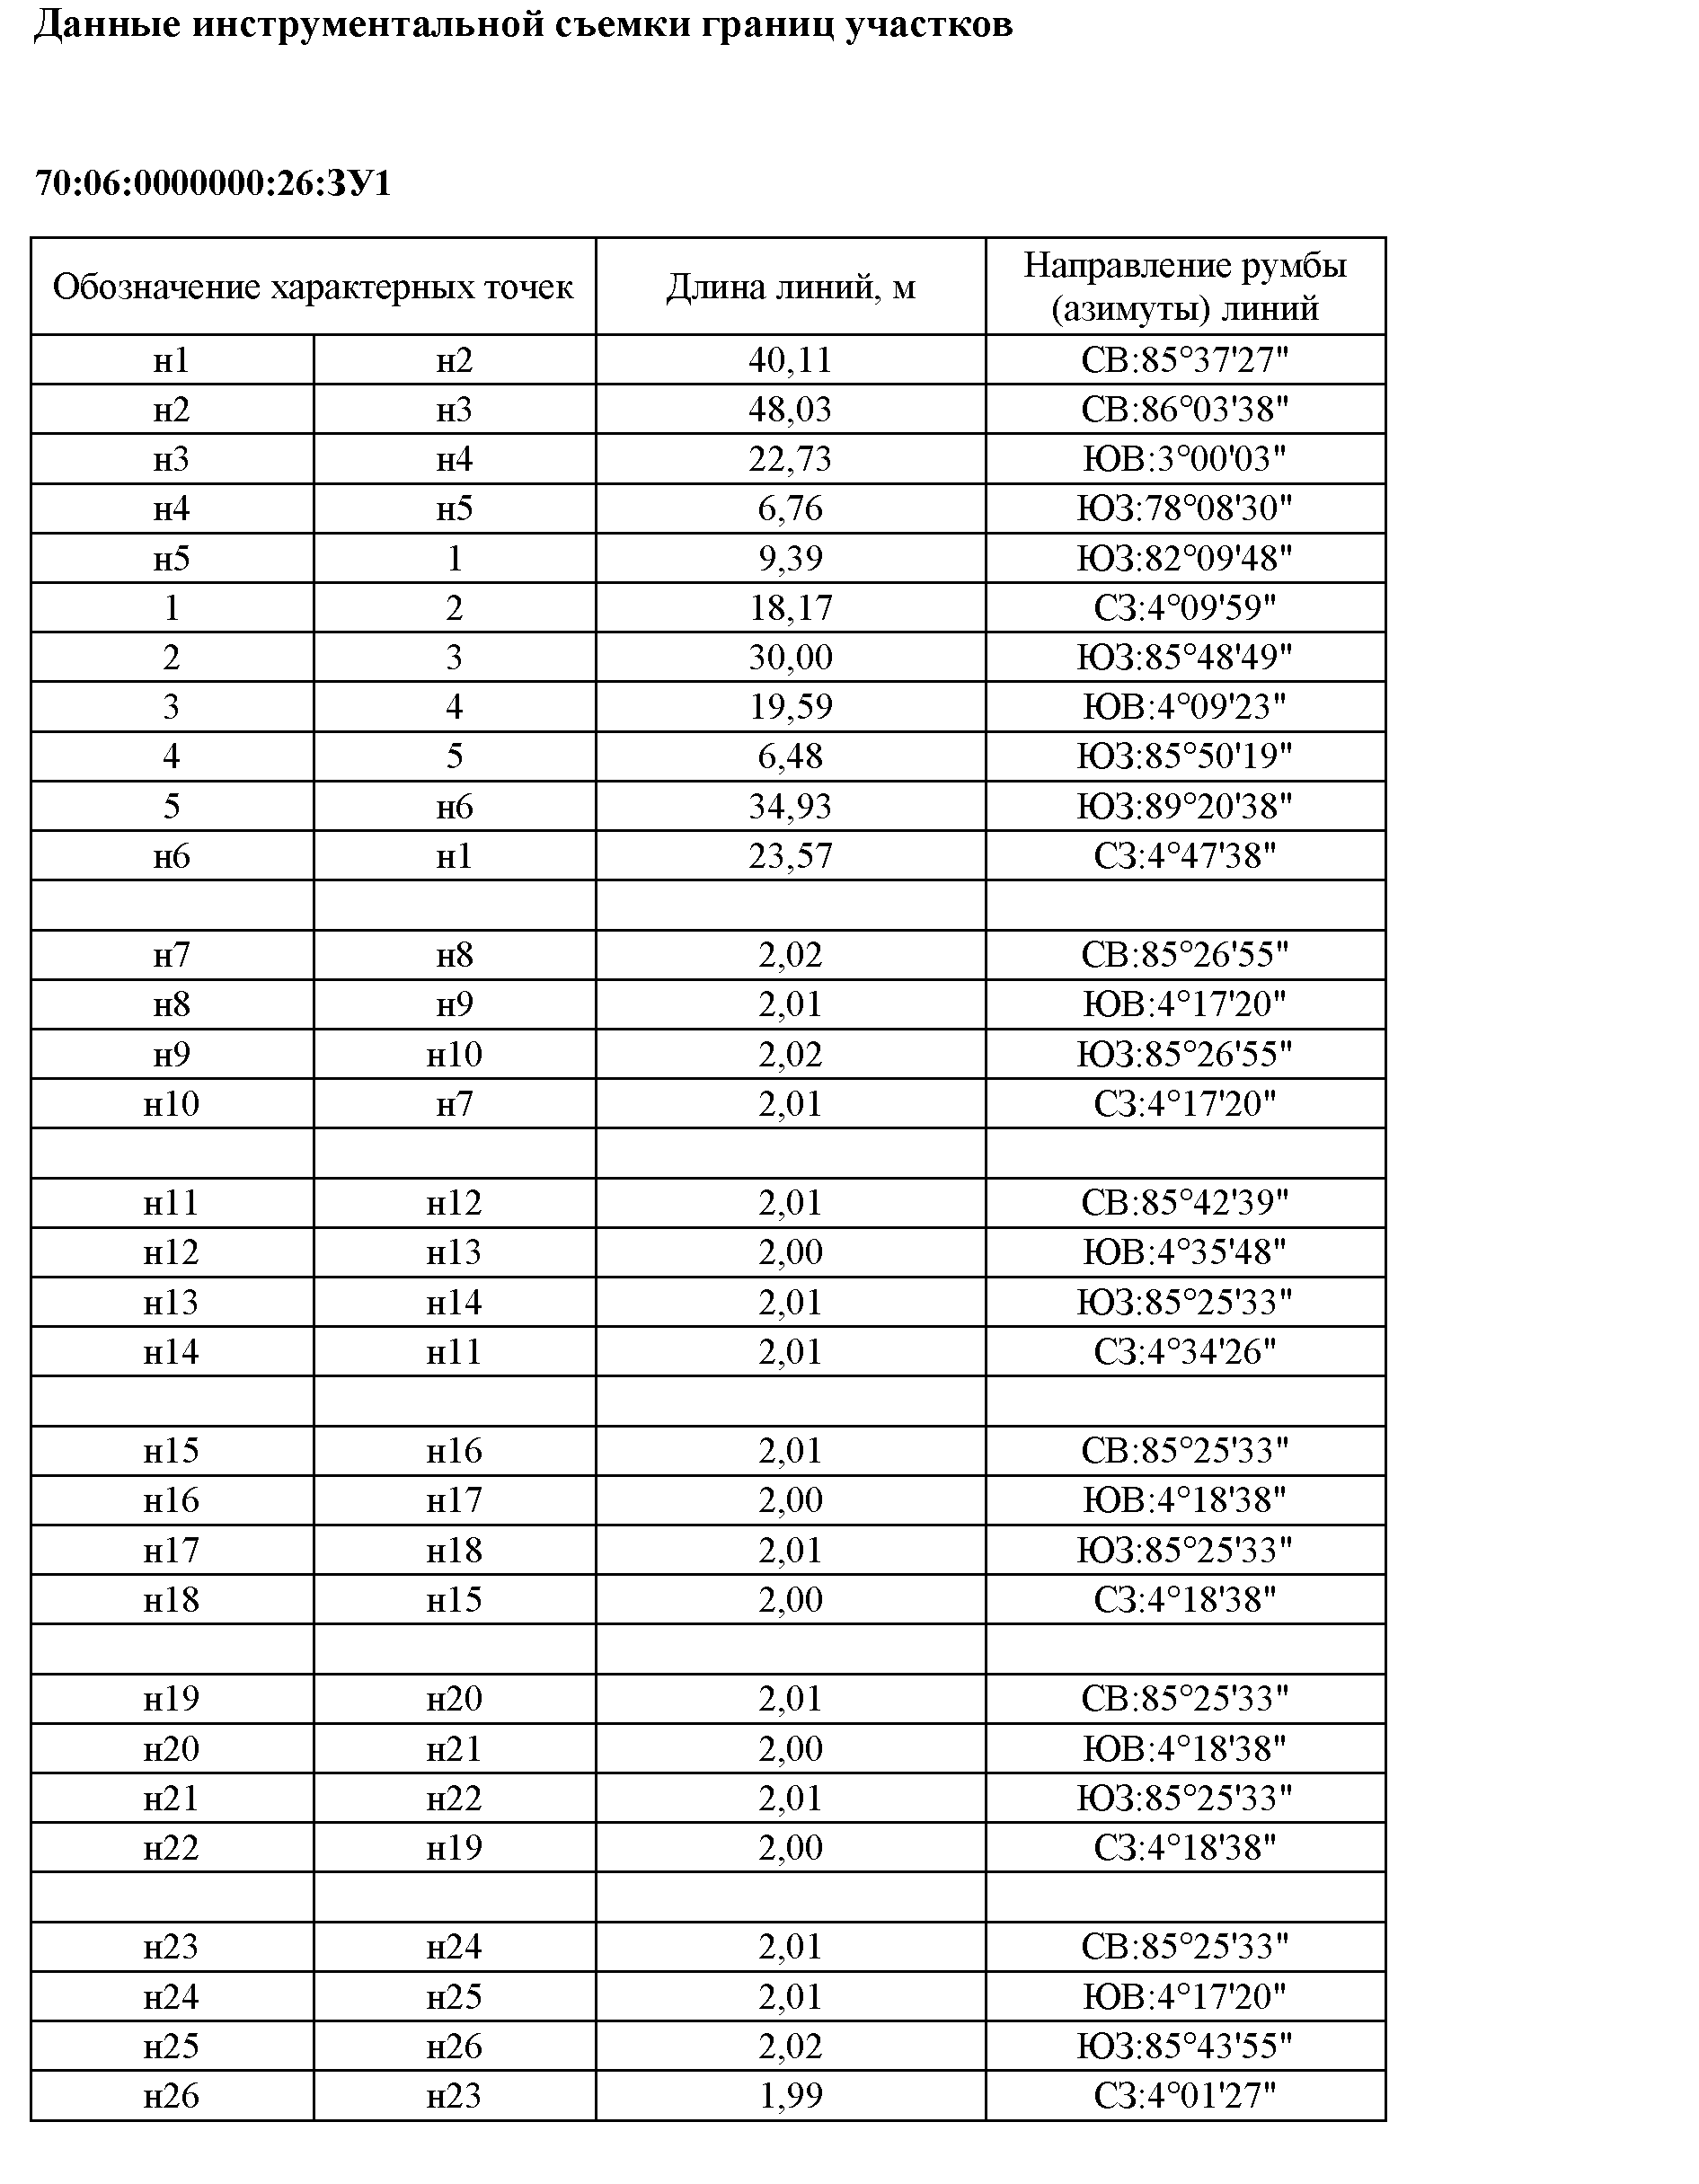 Данные инструментальной съемки границ участков
70:06:0000000:26:ЗУ1
Обозначение характерных точек Длина линий, м Направление румбы (азимуты) линий
н1 н2 40,11 СВ:85°37'27"
н2 н3 48,03 СВ:86°03'38"
н3 н4 22,73 ЮВ:3°00'03"
н4 н5 6,76 ЮЗ:78°08'30"
н5 1 9,39 ЮЗ:82°09'48"
1 2 18,17 СЗ:4°09'59"
2 3 30,00 ЮЗ:85°48'49"
3 4 19,59 ЮВ:4°09'23"
4 5 6,48 ЮЗ:85°50'19"
5 н6 34,93 ЮЗ:89°20'38"
н6 н1 23,57 СЗ:4°47'38"
н7 н8 2,02 СВ:85°26'55"
н8 н9 2,01 ЮВ:4°17'20"
н9 н10 2,02 ЮЗ:85°26'55"
н10 н7 2,01 СЗ:4°17'20"
н11 н12 2,01 СВ:85°42'39"
н12 н13 2,00 ЮВ:4°35'48"
н13 н14 2,01 ЮЗ:85°25'33"
н14 н11 2,01 СЗ:4°34'26"
н15 н16 2,01 СВ:85°25'33"
н16 н17 2,00 ЮВ:4°18'38"
н17 н18 2,01 ЮЗ:85°25'33"
н18 н15 2,00 СЗ:4°18'38"
н19 н20 2,01 СВ:85°25'33"
н20 н21 2,00 ЮВ:4°18'38"
н21 н22 2,01 ЮЗ:85°25'33"
н22 н19 2,00 СЗ:4°18'38"
н23 н24 2,01 СВ:85°25'33"
н24 н25 2,01 ЮВ:4°17'20"
н25 н26 2,02 ЮЗ:85°43'55"
н26 н23 1,99 СЗ:4°01'27"